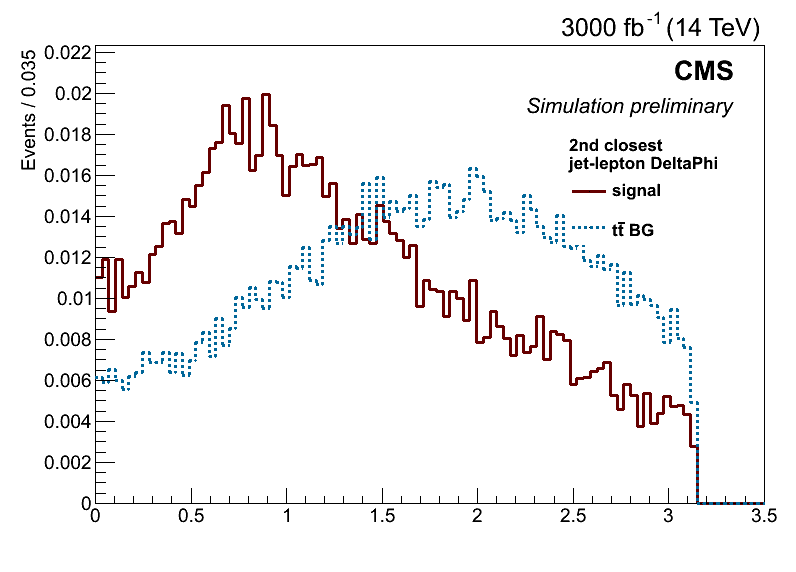 3000 fb⁻¹ (14 TeV)
CMS
Simulation preliminary
2nd closest
jet-lepton DeltaPhi
signal
tt̄ BG
Events / 0.035
0.022
0.02
0.018
0.016
0.014
0.012
0.01
0.008
0.006
0.004
0.002
0
0 0.5 1 1.5 2 2.5 3 3.5